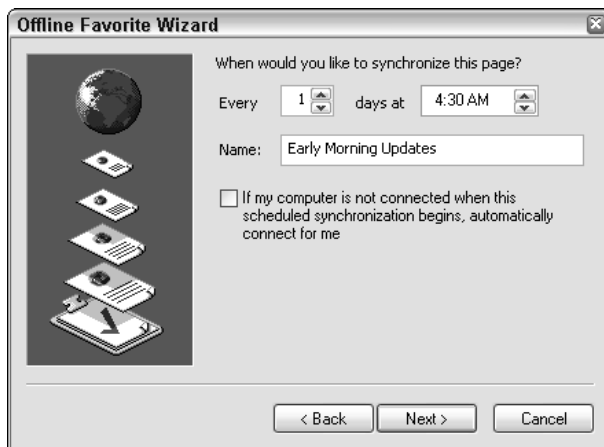 Offline Favorite Wizard
When would you like to synchronize this page?
Every 1 days at 4:30 AM
Name: Early Morning Updates
If my computer is not connected when this
scheduled synchronization begins, automatically
connect for me
< Back Next > Cancel